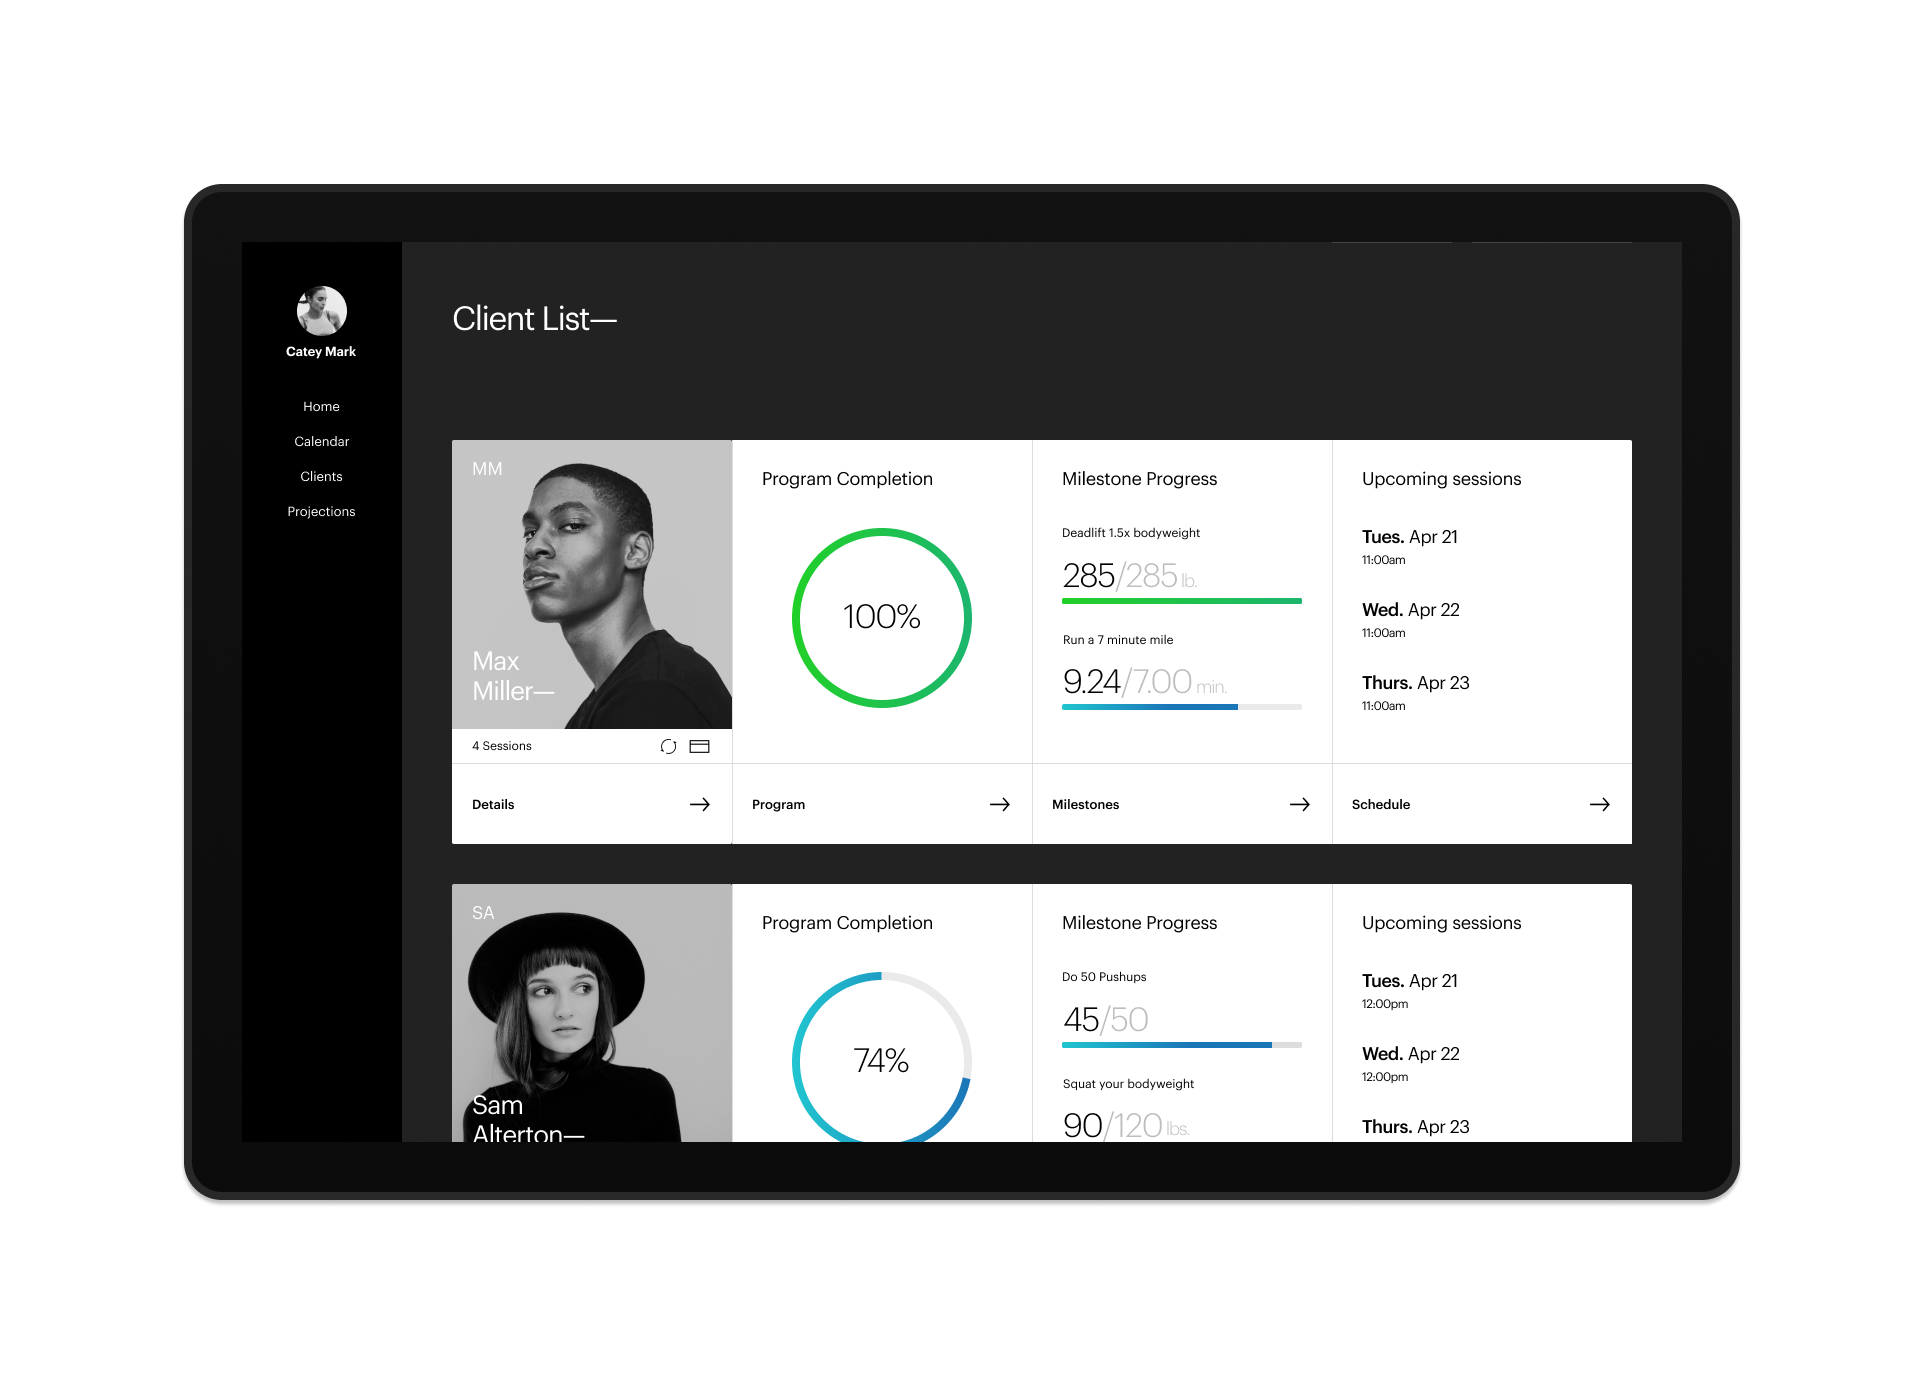 Catey Mark
Home
Calendar
Clients
Projections
Client List—
MM
Max
Miller—
4 Sessions
Details
Program Completion
100%
Program
Milestone Progress
Deadlift 1.5x bodyweight
285/285 lb.
Run a 7 minute mile
9.24/7.00 min.
Milestones
Upcoming sessions
Tues. Apr 21
11:00am
Wed. Apr 22
11:00am
Thurs. Apr 23
11:00am
Schedule
SA
Sam
Alterton—
Program Completion
74%
Milestone Progress
Do 50 Pushups
45/50
Squat your bodyweight
90/120 lbs.
Upcoming sessions
Tues. Apr 21
12:00pm
Wed. Apr 22
12:00pm
Thurs. Apr 23